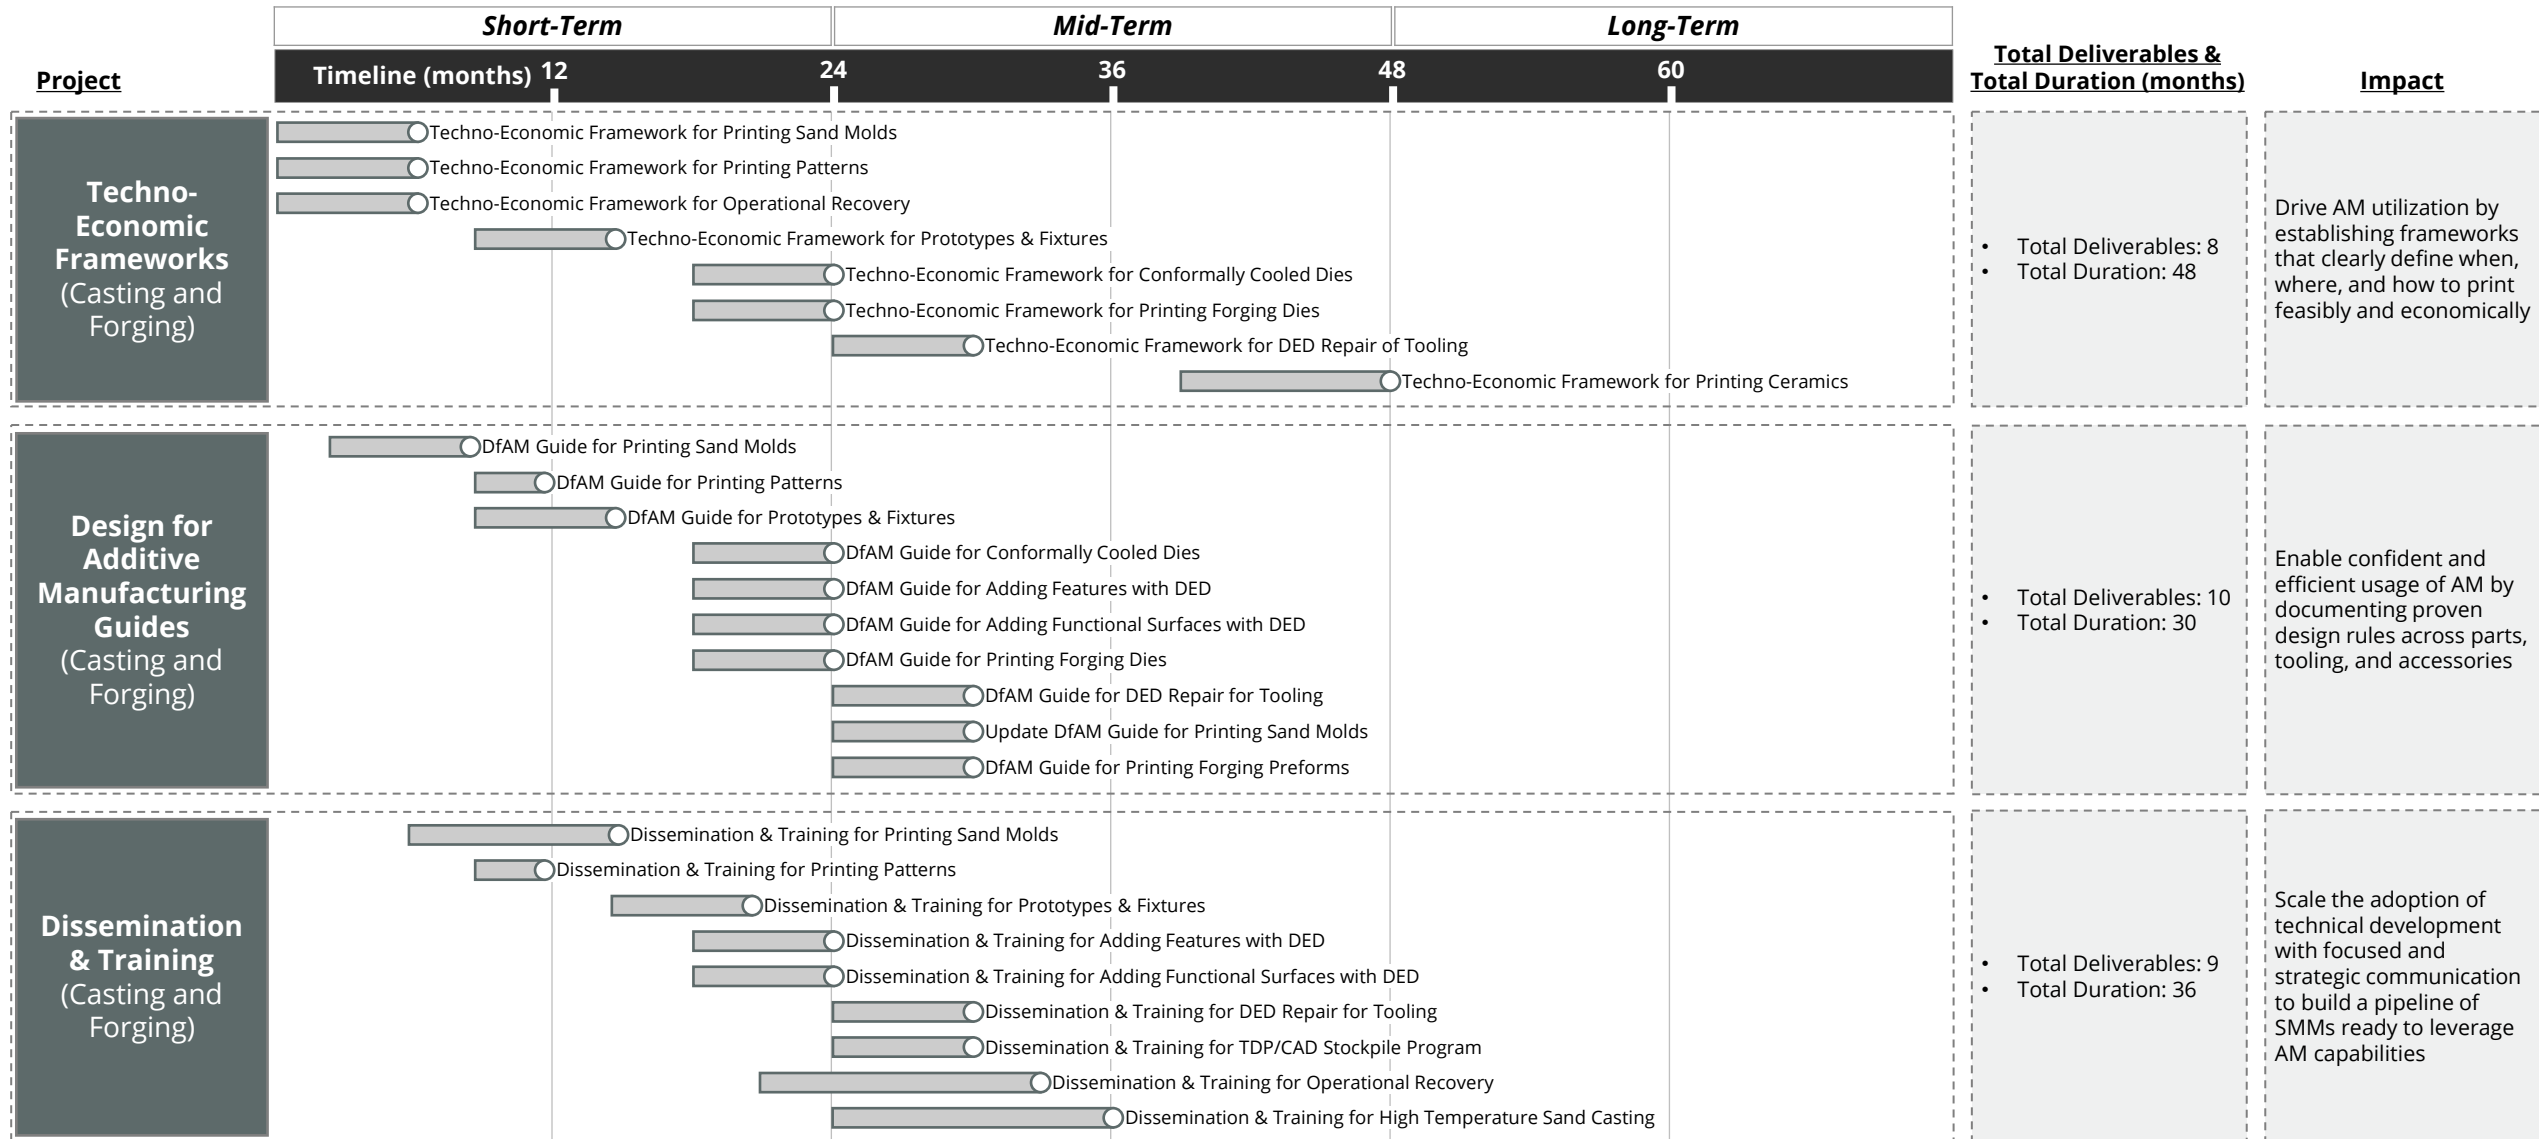 Short-Term
Mid-Term
Long-Term
Project
Timeline (months)
12
24
36
48
60
Total Deliverables &
Total Duration (months)
Impact
Techno-
Economic
Frameworks
(Casting and
Forging)
Techno-Economic Framework for Printing Sand Molds
Techno-Economic Framework for Printing Patterns
Techno-Economic Framework for Operational Recovery
Techno-Economic Framework for Prototypes & Fixtures
Techno-Economic Framework for Conformally Cooled Dies
Techno-Economic Framework for Printing Forging Dies
Techno-Economic Framework for DED Repair of Tooling
Techno-Economic Framework for Printing Ceramics
• Total Deliverables: 8
• Total Duration: 48
Drive AM utilization by
establishing frameworks
that clearly define when,
where, and how to print
feasibly and economically
Design for
Additive
Manufacturing
Guides
(Casting and
Forging)
DfAM Guide for Printing Sand Molds
DfAM Guide for Printing Patterns
DfAM Guide for Prototypes & Fixtures
DfAM Guide for Conformally Cooled Dies
DfAM Guide for Adding Features with DED
DfAM Guide for Adding Functional Surfaces with DED
DfAM Guide for Printing Forging Dies
DfAM Guide for DED Repair for Tooling
Update DfAM Guide for Printing Sand Molds
DfAM Guide for Printing Forging Preforms
• Total Deliverables: 10
• Total Duration: 30
Enable confident and
efficient usage of AM by
documenting proven
design rules across parts,
tooling, and accessories
Dissemination
& Training
(Casting and
Forging)
Dissemination & Training for Printing Sand Molds
Dissemination & Training for Printing Patterns
Dissemination & Training for Prototypes & Fixtures
Dissemination & Training for Adding Features with DED
Dissemination & Training for Adding Functional Surfaces with DED
Dissemination & Training for DED Repair for Tooling
Dissemination & Training for TDP/CAD Stockpile Program
Dissemination & Training for Operational Recovery
Dissemination & Training for High Temperature Sand Casting
• Total Deliverables: 9
• Total Duration: 36
Scale the adoption of
technical development
with focused and
strategic communication
to build a pipeline of
SMMs ready to leverage
AM capabilities